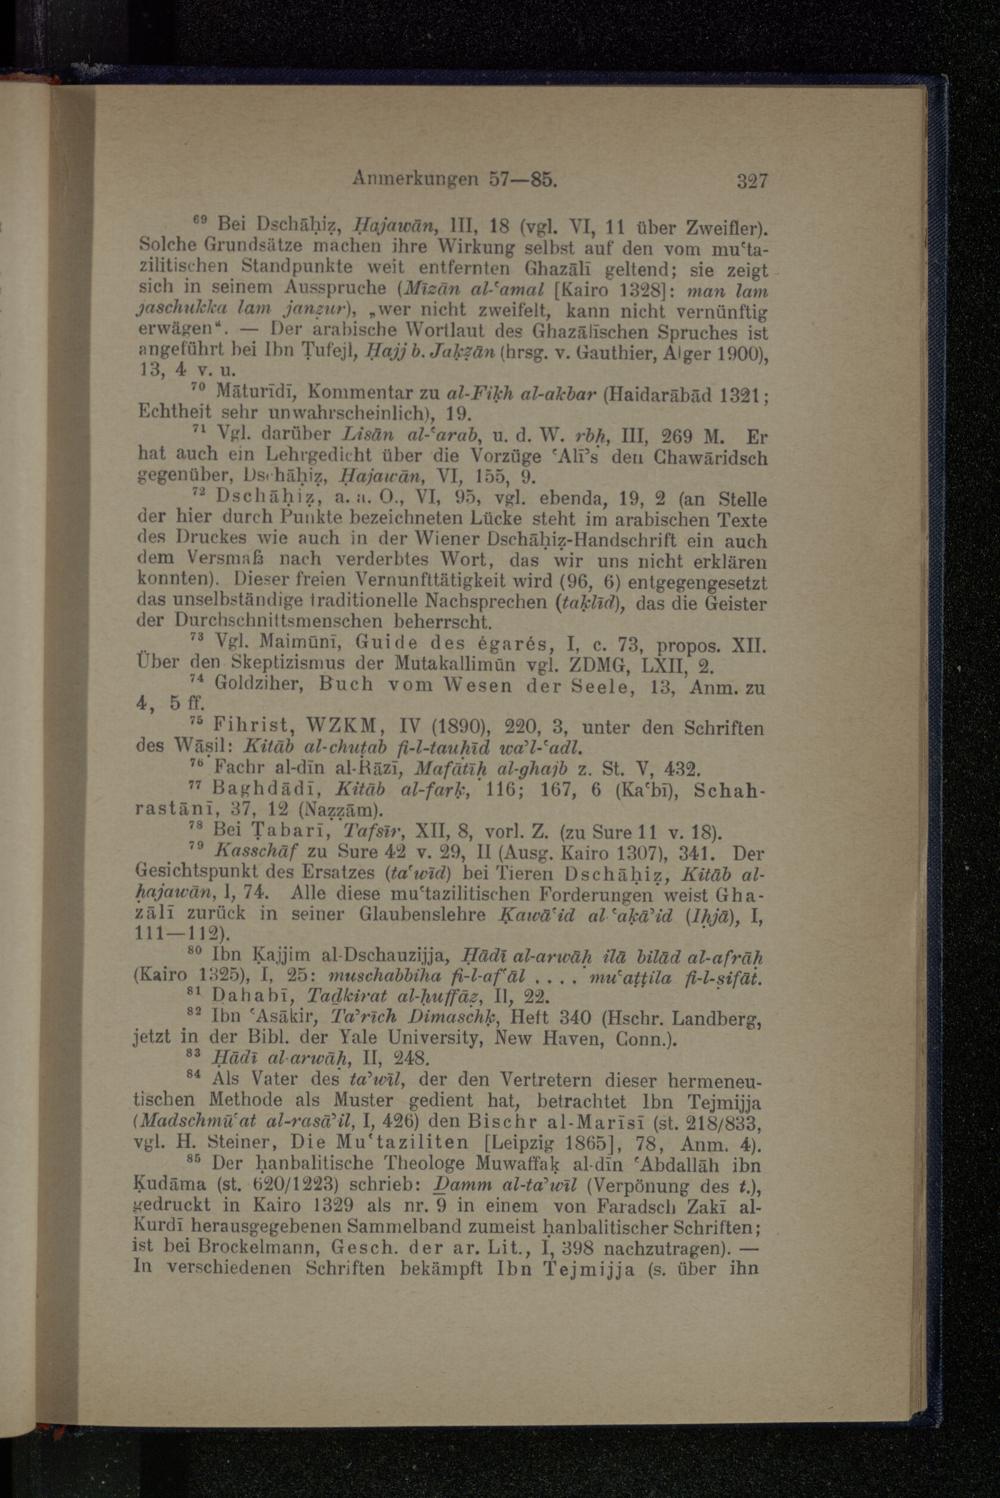 Anmerkungen 57—85. 327
⁶⁹ Bei Dschāḥiẓ, Ḥajawān, III, 18 (vgl. VI, 11 über Zweifler).
Solche Grundsätze machen ihre Wirkung selbst auf den vom muʿta-
zilitischen Standpunkte weit entfernten Ghazālī geltend; sie zeigt
sich in seinem Ausspruche (Mīzān al-ʿamal [Kairo 1328]: man lam
jaschukka lam janẓur), „wer nicht zweifelt, kann nicht vernünftig
erwägen“. — Der arabische Wortlaut des Ghazālīschen Spruches ist
angeführt bei Ibn Ṭufejl, Ḥajj b. Jaḳẓān (hrsg. v. Gauthier, Alger 1900),
13, 4 v. u.
⁷⁰ Māturīdī, Kommentar zu al-Fiḳh al-akbar (Haidarābād 1321;
Echtheit sehr unwahrscheinlich), 19.
⁷¹ Vgl. darüber Lisān al-ʿarab, u. d. W. rbḥ, III, 269 M. Er
hat auch ein Lehrgedicht über die Vorzüge ʿAlīʾs den Chawāridsch
gegenüber, Dschāḥiẓ, Ḥajawān, VI, 155, 9.
⁷² Dschāḥiẓ, a. a. O., VI, 95, vgl. ebenda, 19, 2 (an Stelle
der hier durch Punkte bezeichneten Lücke steht im arabischen Texte
des Druckes wie auch in der Wiener Dschāḥiẓ-Handschrift ein auch
dem Versmaß nach verderbtes Wort, das wir uns nicht erklären
konnten). Dieser freien Vernunfttätigkeit wird (96, 6) entgegengesetzt
das unselbständige traditionelle Nachsprechen (taḳlīd), das die Geister
der Durchschnittsmenschen beherrscht.
⁷³ Vgl. Maimūnī, Guide des égarés, I, c. 73, propos. XII.
Über den Skeptizismus der Mutakallimūn vgl. ZDMG, LXII, 2.
⁷⁴ Goldziher, Buch vom Wesen der Seele, 13, Anm. zu
4, 5 ff.
⁷⁵ Fihrist, WZKM, IV (1890), 220, 3, unter den Schriften
des Wāṣil: Kitāb al-chuṭab fi-l-tauḥīd waʾl-ʿadl.
⁷⁶ Fachr al-dīn al-Rāzī, Mafātīḥ al-ghajb z. St. V, 432.
⁷⁷ Baghdādī, Kitāb al-farḳ, 116; 167, 6 (Kaʿbī), Schah-
rastānī, 37, 12 (Naẓẓām).
⁷⁸ Bei Ṭabarī, Tafsīr, XII, 8, vorl. Z. (zu Sure 11 v. 18).
⁷⁹ Kasschāf zu Sure 42 v. 29, II (Ausg. Kairo 1307), 341. Der
Gesichtspunkt des Ersatzes (taʿwīḍ) bei Tieren Dschāḥiẓ, Kitāb al-
ḥajawān, I, 74. Alle diese muʿtazilitischen Forderungen weist Gha-
zālī zurück in seiner Glaubenslehre Ḳawāʿid al ʿaḳāʾid (Iḥjā), I,
111—112).
⁸⁰ Ibn Ḳajjim al-Dschauzijja, Ḥādī al-arwāḥ ilā bilād al-afrāḥ
(Kairo 1325), I, 25: muschabbiha fi-l-afʿāl .... muʿaṭṭila fi-l-ṣifāt.
⁸¹ Dahabī, Tadkirat al-ḥuffāẓ, II, 22.
⁸² Ibn ʿAsākir, Taʾrīch Dimaschḳ, Heft 340 (Hschr. Landberg,
jetzt in der Bibl. der Yale University, New Haven, Conn.).
⁸³ Ḥādī al-arwāḥ, II, 248.
⁸⁴ Als Vater des taʾwīl, der den Vertretern dieser hermeneu-
tischen Methode als Muster gedient hat, betrachtet Ibn Tejmijja
(Madschmūʿat al-rasāʾil, I, 426) den Bischr al-Marīsī (st. 218/833,
vgl. H. Steiner, Die Muʿtaziliten [Leipzig 1865], 78, Anm. 4).
⁸⁵ Der ḥanbalitische Theologe Muwaffaḳ al-dīn ʿAbdallāh ibn
Ḳudāma (st. 620/1223) schrieb: Ḏamm al-taʾwīl (Verpönung des t.),
gedruckt in Kairo 1329 als nr. 9 in einem von Faradsch Zakī al-
Kurdī herausgegebenen Sammelband zumeist ḥanbalitischer Schriften;
ist bei Brockelmann, Gesch. der ar. Lit., I, 398 nachzutragen). —
In verschiedenen Schriften bekämpft Ibn Tejmijja (s. über ihn